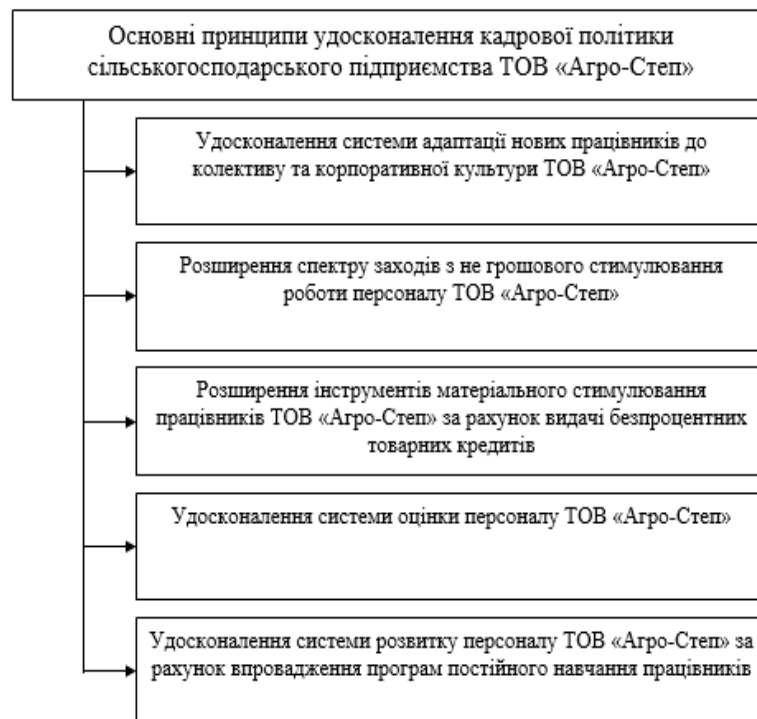 Основні принципи удосконалення кадрової політики
сільськогосподарського підприємства ТОВ «Агро-Степ»
Удосконалення системи адаптації нових працівників до
колективу та корпоративної культури ТОВ «Агро-Степ»
Розширення спектру заходів з не грошового стимулювання
роботи персоналу ТОВ «Агро-Степ»
Розширення інструментів матеріального стимулювання
працівників ТОВ «Агро-Степ» за рахунок видачі безпроцентних
товарних кредитів
Удосконалення системи оцінки персоналу ТОВ «Агро-Степ»
Удосконалення системи розвитку персоналу ТОВ «Агро-Степ» за
рахунок впровадження програм постійного навчання працівників